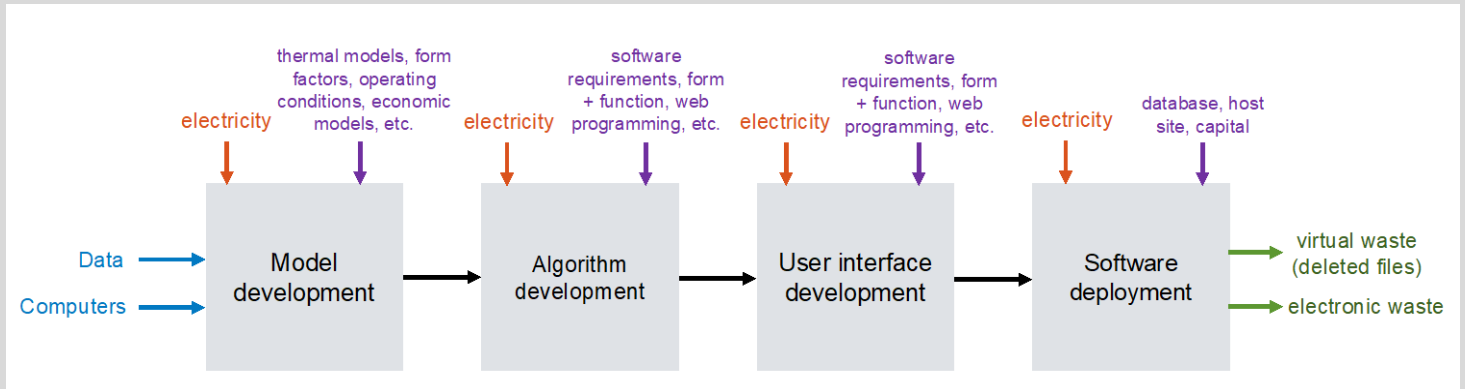 thermal models, form
factors, operating
conditions, economic
models, etc.
electricity
software
requirements, form
+ function, web
programming, etc.
electricity
software
requirements, form
+ function, web
programming, etc.
electricity
database, host
site, capital
electricity
Data
Computers
Model
development
Algorithm
development
User interface
development
Software
deployment
virtual waste
(deleted files)
electronic waste